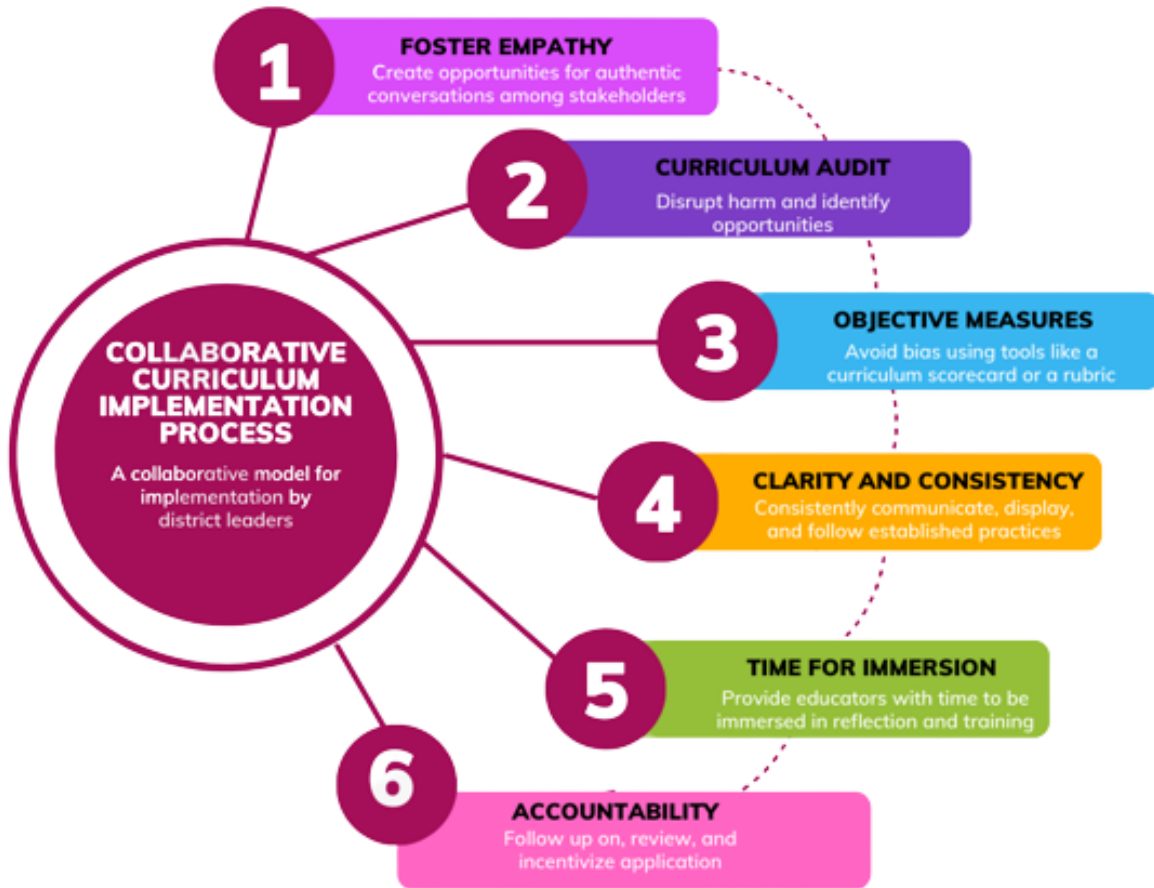 1
FOSTER EMPATHY
Create opportunities for authentic
conversations among stakeholders
2
CURRICULUM AUDIT
Disrupt harm and identify
opportunities
3
OBJECTIVE MEASURES
Avoid bias using tools like a
curriculum scorecard or a rubric
COLLABORATIVE
CURRICULUM
IMPLEMENTATION
PROCESS
A collaborative model for
implementation by
district leaders
4
CLARITY AND CONSISTENCY
Consistently communicate, display,
and follow established practices
5
TIME FOR IMMERSION
Provide educators with time to be
immersed in reflection and training
6
ACCOUNTABILITY
Follow up on, review, and
incentivize application